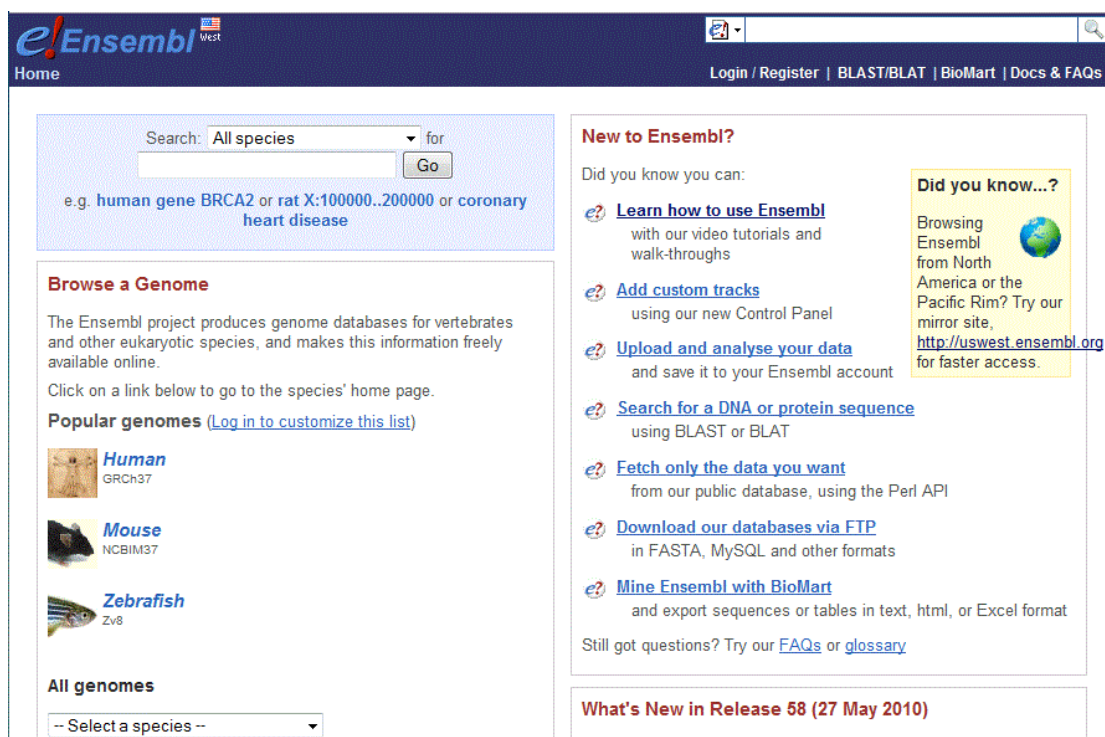 e!Ensembl West
Home
Login / Register | BLAST/BLAT | BioMart | Docs & FAQs
Search: All species for
Go
e.g. human gene BRCA2 or rat X:100000..200000 or coronary
heart disease
Browse a Genome
The Ensembl project produces genome databases for vertebrates
and other eukaryotic species, and makes this information freely
available online.
Click on a link below to go to the species' home page.
Popular genomes (Log in to customize this list)
Human
GRCh37
Mouse
NCBIM37
Zebrafish
Zv8
All genomes
-- Select a species --
New to Ensembl?
Did you know you can:
e? Learn how to use Ensembl
with our video tutorials and
walk-throughs
e? Add custom tracks
using our new Control Panel
e? Upload and analyse your data
and save it to your Ensembl account
e? Search for a DNA or protein sequence
using BLAST or BLAT
e? Fetch only the data you want
from our public database, using the Perl API
e? Download our databases via FTP
in FASTA, MySQL and other formats
e? Mine Ensembl with BioMart
and export sequences or tables in text, html, or Excel format
Still got questions? Try our FAQs or glossary
Did you know...?
Browsing
Ensembl
from North
America or the
Pacific Rim? Try our
mirror site,
http://uswest.ensembl.org
for faster access.
What's New in Release 58 (27 May 2010)